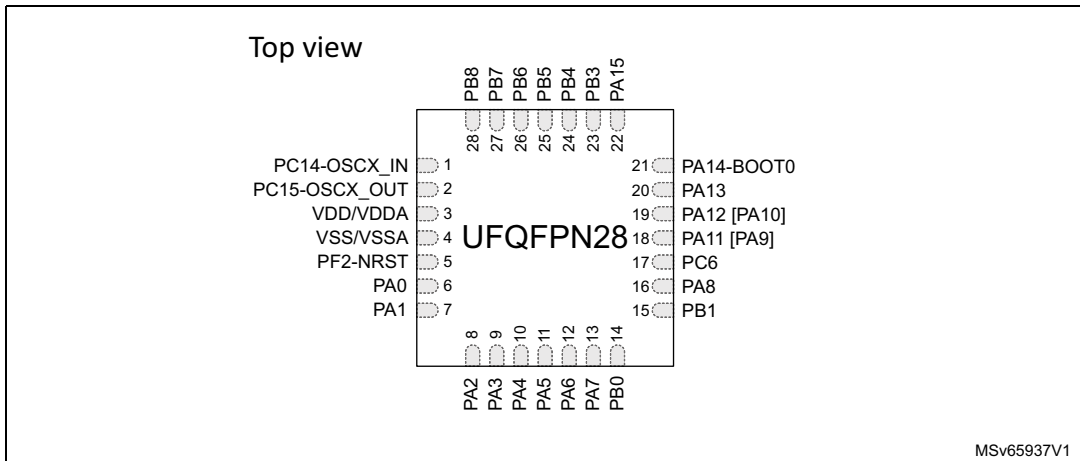 Top view
PB8
PB7
PB6
PB5
PB4
PB3
PA15
28
27
26
25
24
23
22
PC14-OSCX_IN 1
PC15-OSCX_OUT 2
VDD/VDDA 3
VSS/VSSA 4
PF2-NRST 5
PA0 6
PA1 7
UFQFPN28
21 PA14-BOOT0
20 PA13
19 PA12 [PA10]
18 PA11 [PA9]
17 PC6
16 PA8
15 PB1
8
9
10
11
12
13
14
PA2
PA3
PA4
PA5
PA6
PA7
PB0
MSv65937V1